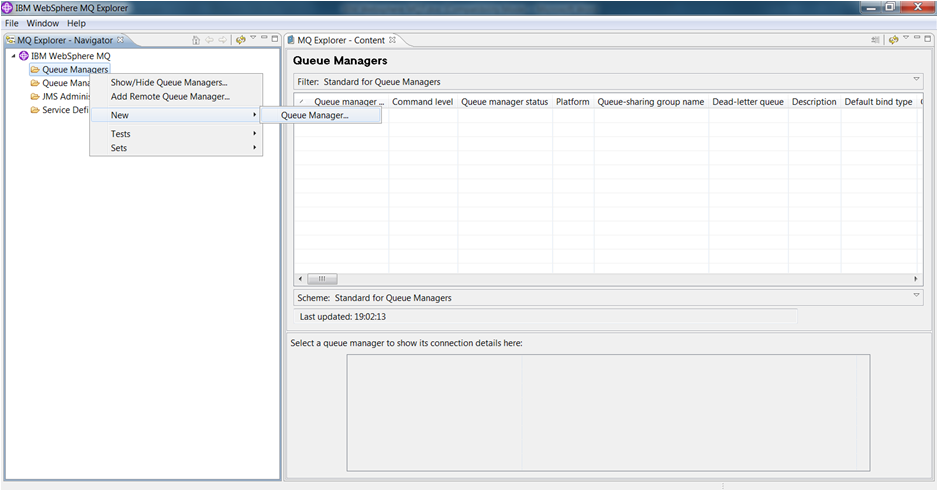 IBM WebSphere MQ Explorer
File Window Help
MQ Explorer - Navigator
IBM WebSphere MQ
Queue Managers
Queue Mana
JMS Adminis
Service Defi
Show/Hide Queue Managers...
Add Remote Queue Manager...
New
Tests
Sets
Queue Manager...
MQ Explorer - Content
Queue Managers
Filter: Standard for Queue Managers
Queue manager ... Command level Queue manager status Platform Queue-sharing group name Dead-letter queue Description Default bind type
Scheme: Standard for Queue Managers
Last updated: 19:02:13
Select a queue manager to show its connection details here: